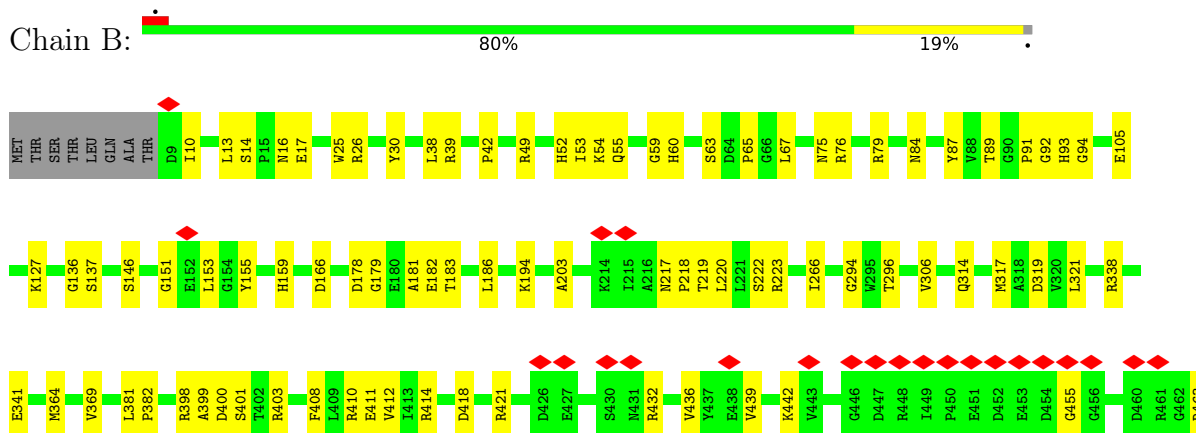 Chain B:
80%
19%
MET THR SER THR LEU GLN ALA THR D9 I10 L13 S14 P15 N16 E17 W25 R26 Y30 L38 R39 P42 R49 H52 I53 K54 Q55 G59 H60 S63 D64 P65 G66 L67 N75 R76 R79 N84 Y87 V88 T89 G90 P91 G92 H93 G94 E105
K127 G136 S137 S146 G151 E152 L153 G154 Y155 H159 D166 D178 G179 E180 A181 E182 T183 L186 K194 A203 K214 I215 A216 N217 P218 T219 L220 L221 S222 R223 I266 G294 W295 T296 V306 Q314 M317 A318 D319 V320 L321 R338
E341 M364 V369 L381 P382 R398 A399 D400 S401 T402 R403 F408 L409 R410 E411 V412 I413 R414 D418 R421 D426 E427 S430 N431 R432 V436 Y437 E438 V439 K442 V443 G446 D447 R448 I449 P450 E451 D452 E453 D454 G455 G456 D460 R461 G462